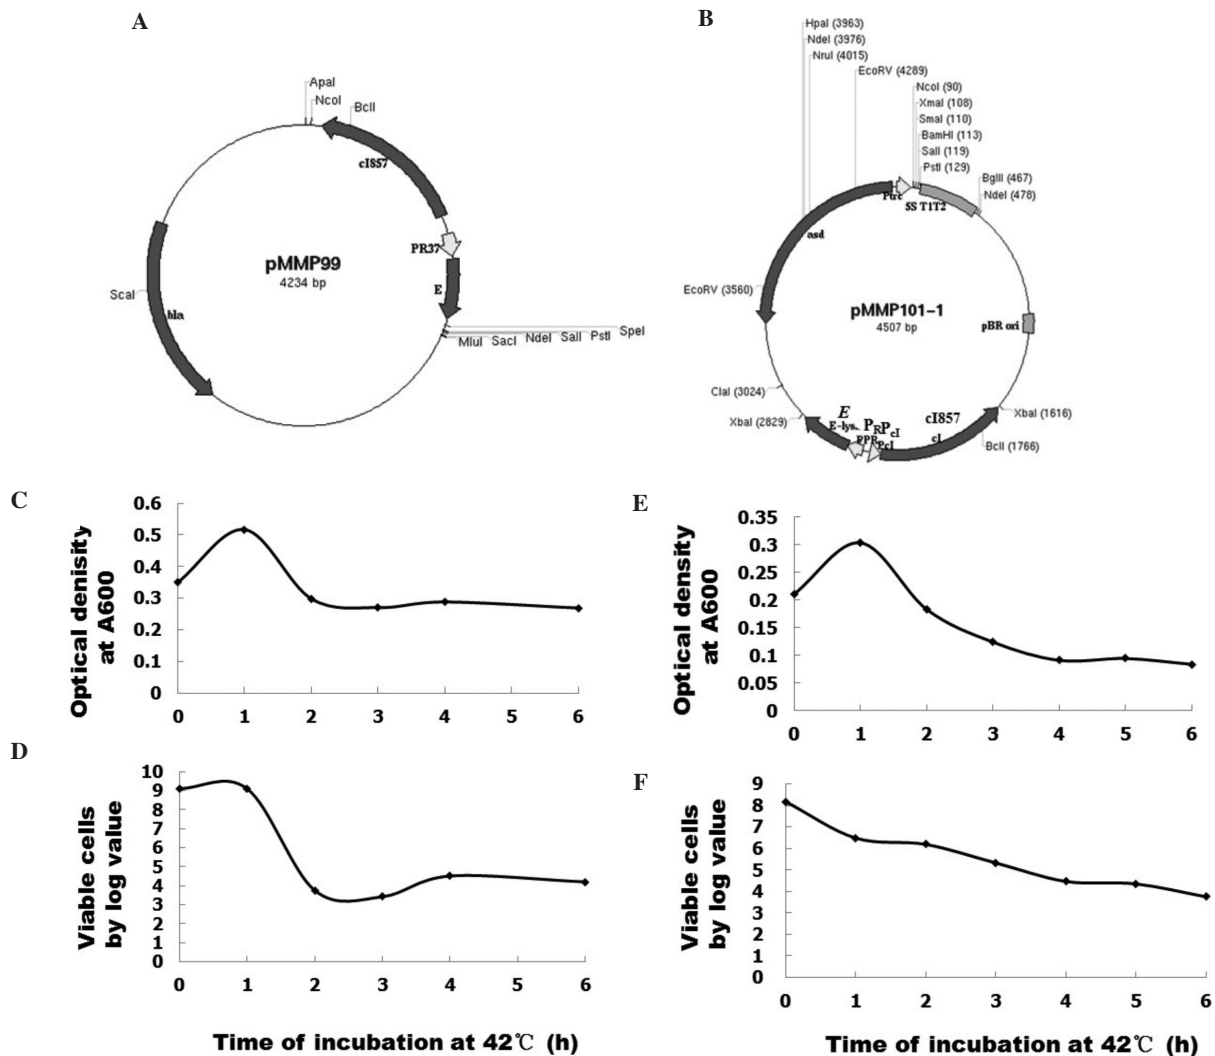 A
ApaI
NcoI
BclI
cI857
PR37
E
pMMP99
4234 bp
ScaI
bla
MluI SacI NdeI SalI PstI SpeI
B
HpaI (3963)
NdeI (3976)
NruI (4015)
EcoRV (4289)
NcoI (90)
XmaI (108)
SmaI (110)
BamHI (113)
SalI (119)
PstI (129)
BglII (467)
NdeI (478)
Ptrc
5S T1T2
asd
EcoRV (3560)
pMMP101-1
4507 bp
pBR ori
ClaI (3024)
XbaI (2829)
E
E-lys.
PRPcI
PPR
PcI
cI857
cI
XbaI (1616)
BclI (1766)
C
Optical denisity
at A600
0.6
0.5
0.4
0.3
0.2
0.1
0
0 1 2 3 4 5 6
E
Optical density
at A600
0.35
0.3
0.25
0.2
0.15
0.1
0.05
0
0 1 2 3 4 5 6
D
Viable cells
by log value
10
9
8
7
6
5
4
3
2
1
0
0 1 2 3 4 5 6
Time of incubation at 42℃ (h)
F
Viable cells
by log value
9
8
7
6
5
4
3
2
1
0
0 1 2 3 4 5 6
Time of incubation at 42℃ (h)